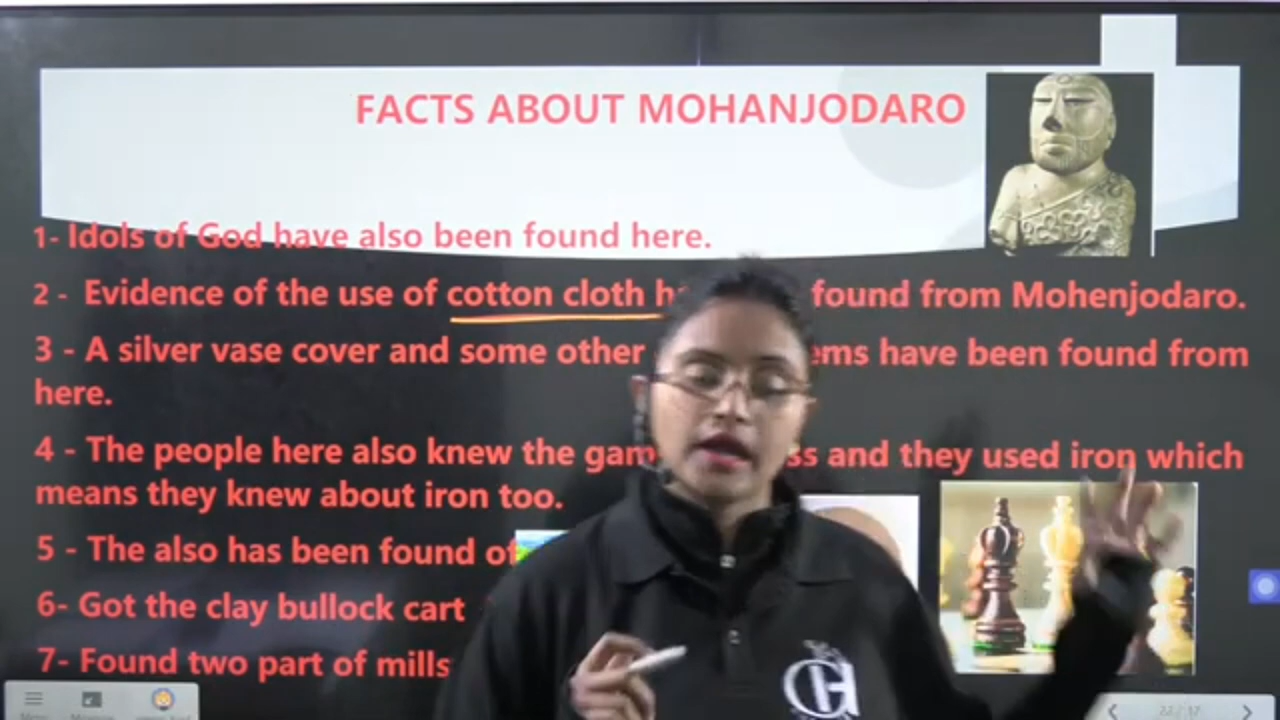 FACTS ABOUT MOHANJODARO
1- Idols of God have also been found here.
2 - Evidence of the use of cotton cloth found from Mohenjodaro.
3 - A silver vase cover and some other have been found from
here.
4 - The people here also knew the and they used iron which
means they knew about iron too.
5 - The also has been found of
6- Got the clay bullock cart
7- Found two part of mills